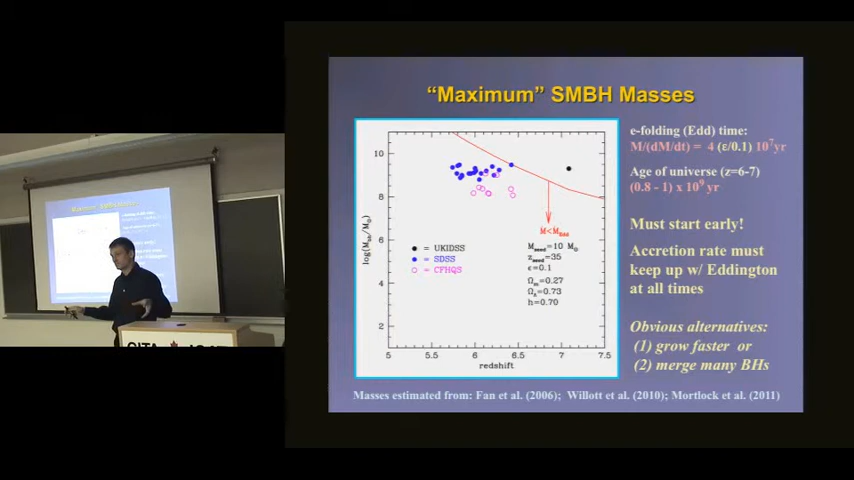 "Maximum" SMBH Masses
e-folding (Edd) time:
M/(dM/dt) = 4 (ε/0.1) 10⁷yr
Age of universe (z=6-7)
(0.8 - 1) x 10⁹ yr
Must start early!
Accretion rate must
keep up w/ Eddington
at all times
Obvious alternatives:
(1) grow faster or
(2) merge many BHs
10
8
6
4
2
log(M_BH/M_⊙)
5
5.5
6
6.5
7
7.5
redshift
= UKIDSS
= SDSS
= CFHQS
M<M_Edd
M_seed=10 M_⊙
z_seed=35
ε=0.1
Ω_m=0.27
Ω_Λ=0.73
h=0.70
Masses estimated from: Fan et al. (2006); Willott et al. (2010); Mortlock et al. (2011)
CITA